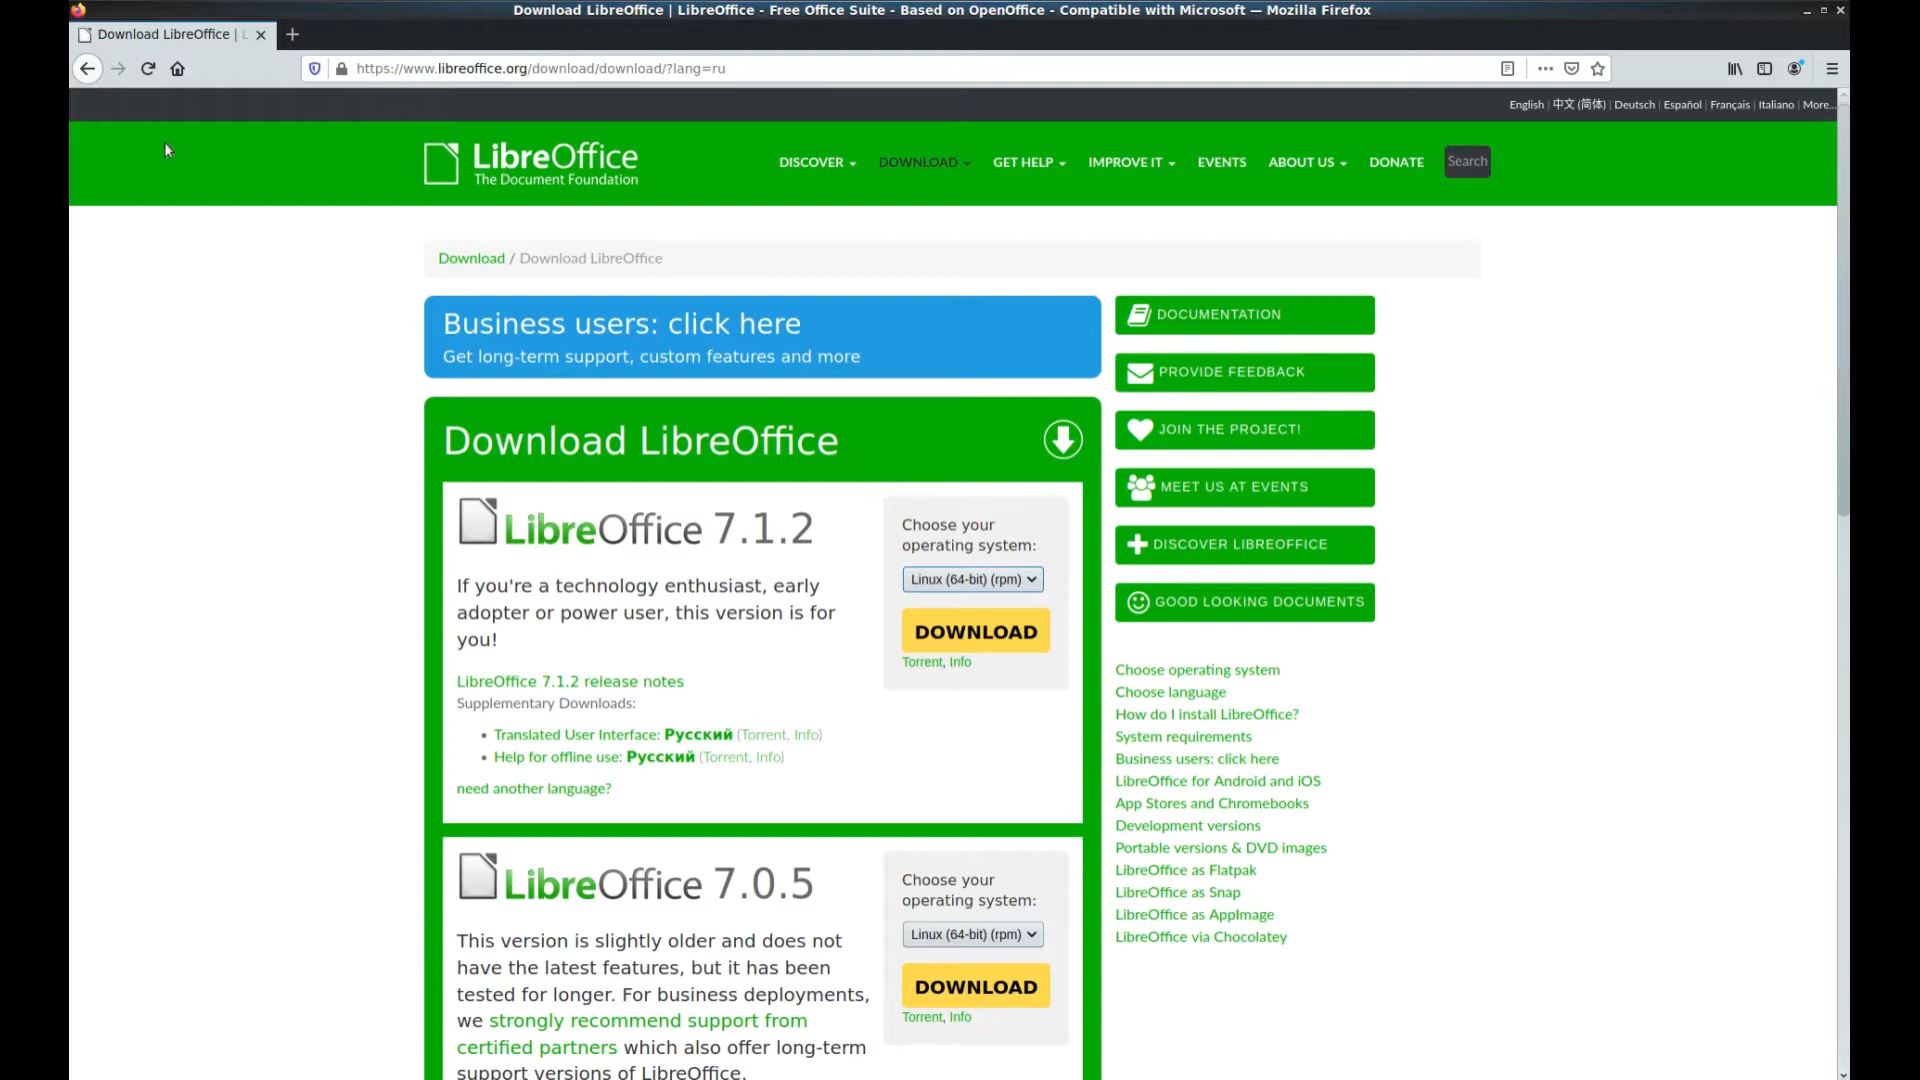 Download LibreOffice | LibreOffice - Free Office Suite - Based on OpenOffice - Compatible with Microsoft — Mozilla Firefox
Download LibreOffice |
https://www.libreoffice.org/download/download/?lang=ru
English | 中文 (简体) | Deutsch | Español | Français | Italiano | More...
LibreOffice
The Document Foundation
DISCOVER DOWNLOAD GET HELP IMPROVE IT EVENTS ABOUT US DONATE Search
Download / Download LibreOffice
Business users: click here
Get long-term support, custom features and more
Download LibreOffice
LibreOffice 7.1.2
If you're a technology enthusiast, early
adopter or power user, this version is for
you!
LibreOffice 7.1.2 release notes
Supplementary Downloads:
• Translated User Interface: Русский (Torrent, Info)
• Help for offline use: Русский (Torrent, Info)
need another language?
Choose your
operating system:
Linux (64-bit) (rpm)
DOWNLOAD
Torrent, Info
LibreOffice 7.0.5
This version is slightly older and does not
have the latest features, but it has been
tested for longer. For business deployments,
we strongly recommend support from
certified partners which also offer long-term
support versions of LibreOffice.
Choose your
operating system:
Linux (64-bit) (rpm)
DOWNLOAD
Torrent, Info
DOCUMENTATION
PROVIDE FEEDBACK
JOIN THE PROJECT!
MEET US AT EVENTS
DISCOVER LIBREOFFICE
GOOD LOOKING DOCUMENTS
Choose operating system
Choose language
How do I install LibreOffice?
System requirements
Business users: click here
LibreOffice for Android and iOS
App Stores and Chromebooks
Development versions
Portable versions & DVD images
LibreOffice as Flatpak
LibreOffice as Snap
LibreOffice as AppImage
LibreOffice via Chocolatey